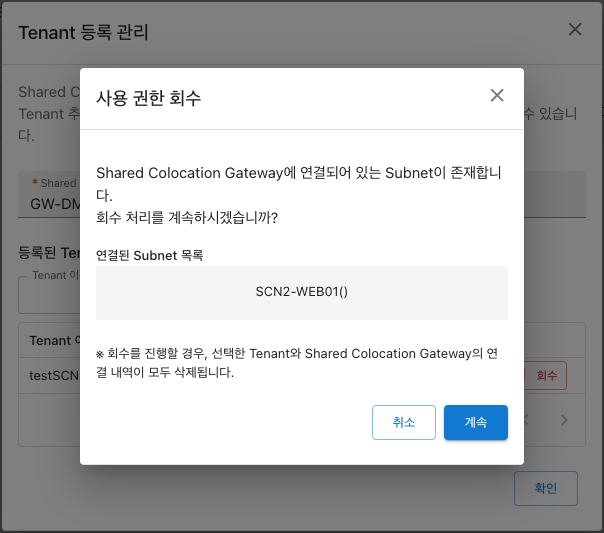 Tenant 등록 관리
Shared C
Tenant 추
수 있습니
다.
* Shared
GW-DM
등록된 Ten
Tenant 이
Tenant 이
testSCN
회수
확인
사용 권한 회수
Shared Colocation Gateway에 연결되어 있는 Subnet이 존재합니
다.
회수 처리를 계속하시겠습니까?
연결된 Subnet 목록
SCN2-WEB01()
※ 회수를 진행할 경우, 선택한 Tenant와 Shared Colocation Gateway의 연
결 내역이 모두 삭제됩니다.
취소
계속